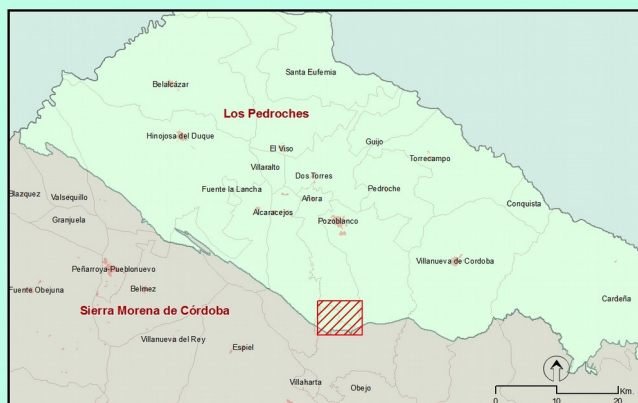 Santa Eufemia
Belalcázar
Los Pedroches
Hinojosa del Duque
El Viso
Guijo
Torrecampo
Villaralto
Dos Torres
Fuente la Lancha
Pedroche
Blazquez
Valsequillo
Añora
Conquista
Alcaracejos
Granjuela
Pozoblanco
Villanueva de Cordoba
Peñarroya-Pueblonuevo
Fuente Obejuna
Belmez
Cardeña
Sierra Morena de Córdoba
Villanueva del Rey
Espiel
Villaharta
Obejo
Km.
0 10 20